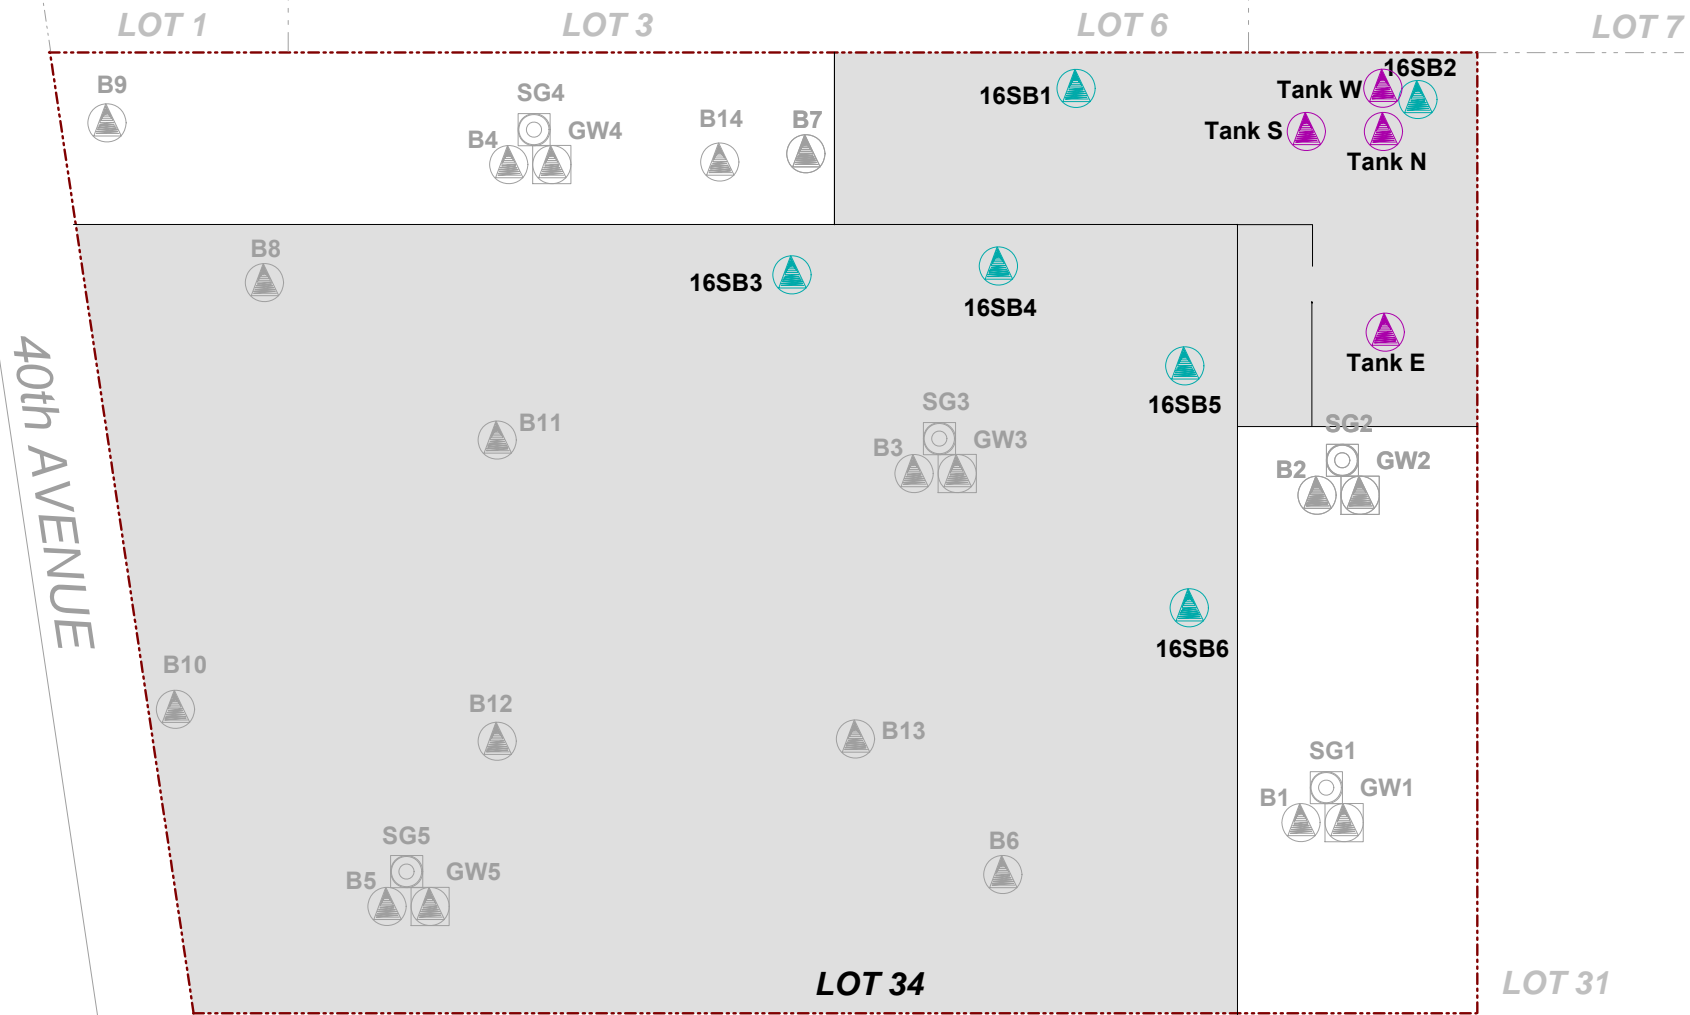 LOT 1
LOT 3
LOT 6
LOT 7
B9
SG4
GW4
B4
B14
B7
16SB1
Tank W
16SB2
Tank S
Tank N
B8
16SB3
16SB4
Tank E
40th AVENUE
16SB5
B11
SG3
B3
GW3
SG2
B2
GW2
16SB6
B10
B12
B13
SG1
B1
GW1
SG5
B5
GW5
B6
LOT 34
LOT 31